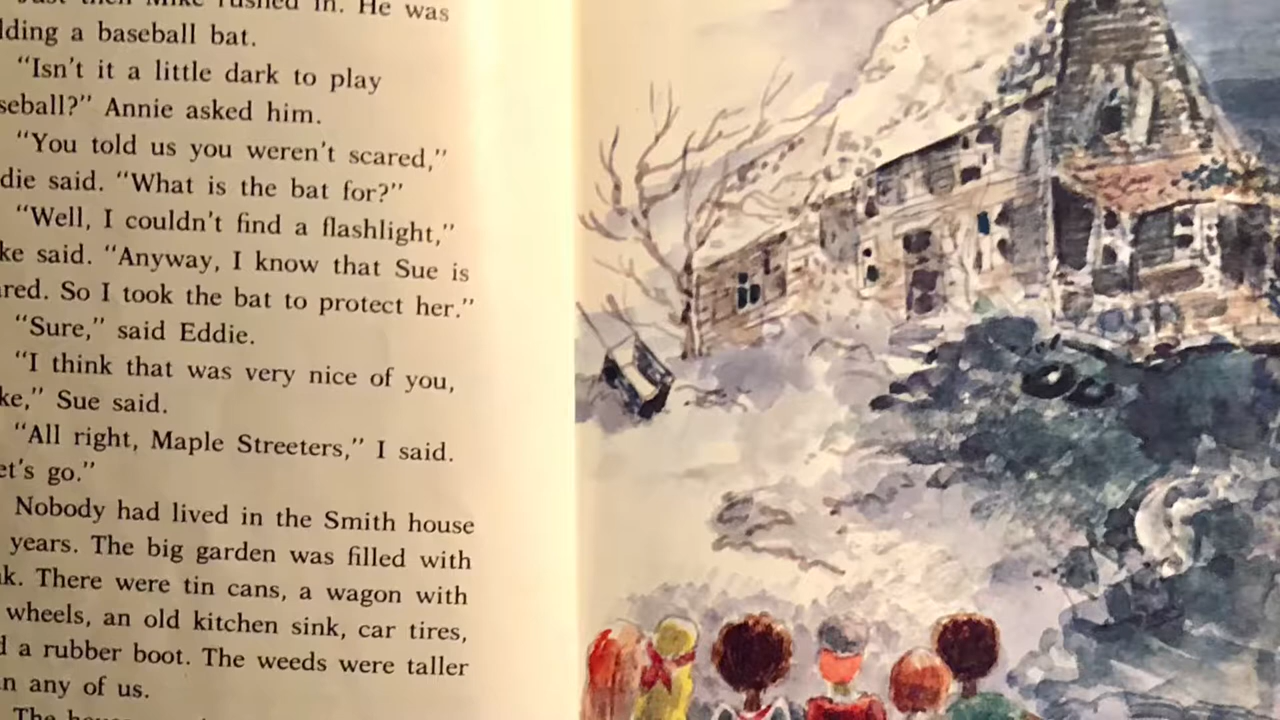 Just then Mike rushed in. He was
lding a baseball bat.
"Isn't it a little dark to play
seball?" Annie asked him.
"You told us you weren't scared,"
die said. "What is the bat for?"
"Well, I couldn't find a flashlight,"
ke said. "Anyway, I know that Sue is
ared. So I took the bat to protect her."
"Sure," said Eddie.
"I think that was very nice of you,
ke," Sue said.
"All right, Maple Streeters," I said.
et's go."
Nobody had lived in the Smith house
years. The big garden was filled with
nk. There were tin cans, a wagon with
wheels, an old kitchen sink, car tires,
d a rubber boot. The weeds were taller
an any of us.
The